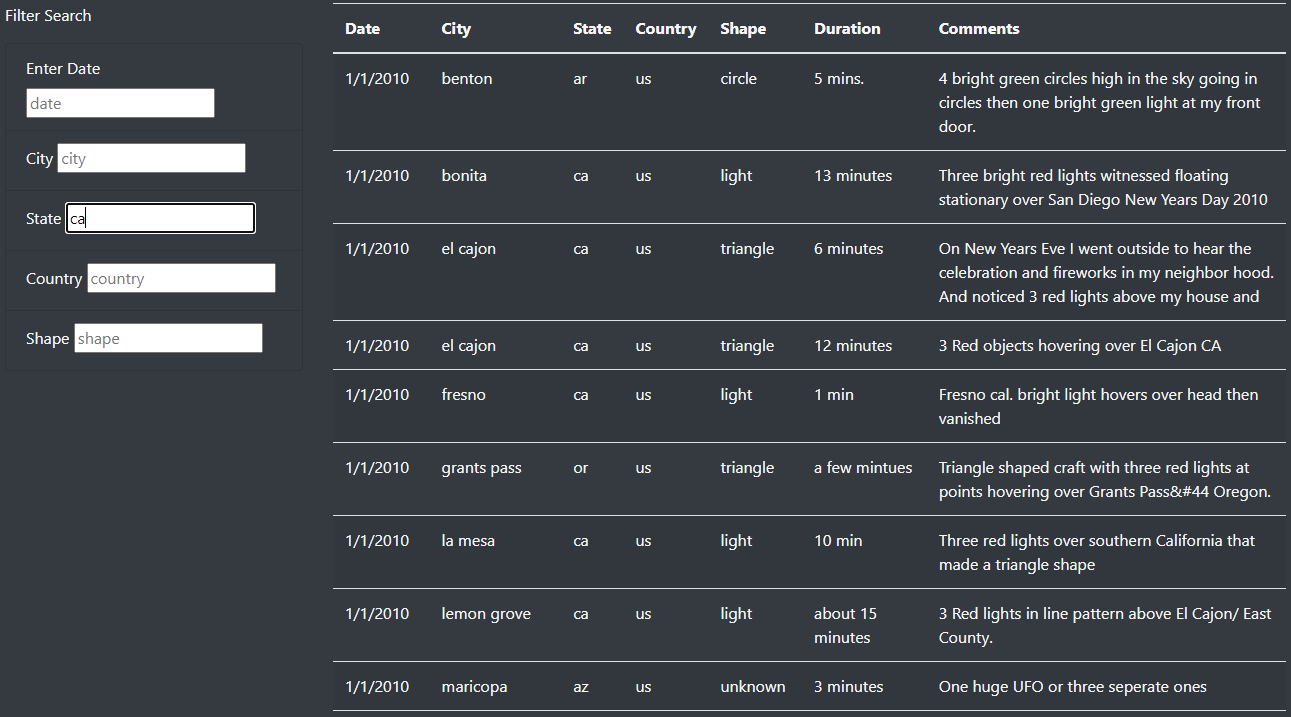 Filter Search
Enter Date
date
City city
State ca
Country country
Shape shape
Date City State Country Shape Duration Comments
1/1/2010 benton ar us circle 5 mins. 4 bright green circles high in the sky going in
circles then one bright green light at my front
door.
1/1/2010 bonita ca us light 13 minutes Three bright red lights witnessed floating
stationary over San Diego New Years Day 2010
1/1/2010 el cajon ca us triangle 6 minutes On New Years Eve I went outside to hear the
celebration and fireworks in my neighbor hood.
And noticed 3 red lights above my house and
1/1/2010 el cajon ca us triangle 12 minutes 3 Red objects hovering over El Cajon CA
1/1/2010 fresno ca us light 1 min Fresno cal. bright light hovers over head then
vanished
1/1/2010 grants pass or us triangle a few mintues Triangle shaped craft with three red lights at
points hovering over Grants Pass&#44 Oregon.
1/1/2010 la mesa ca us light 10 min Three red lights over southern California that
made a triangle shape
1/1/2010 lemon grove ca us light about 15 3 Red lights in line pattern above El Cajon/ East
minutes County.
1/1/2010 maricopa az us unknown 3 minutes One huge UFO or three seperate ones